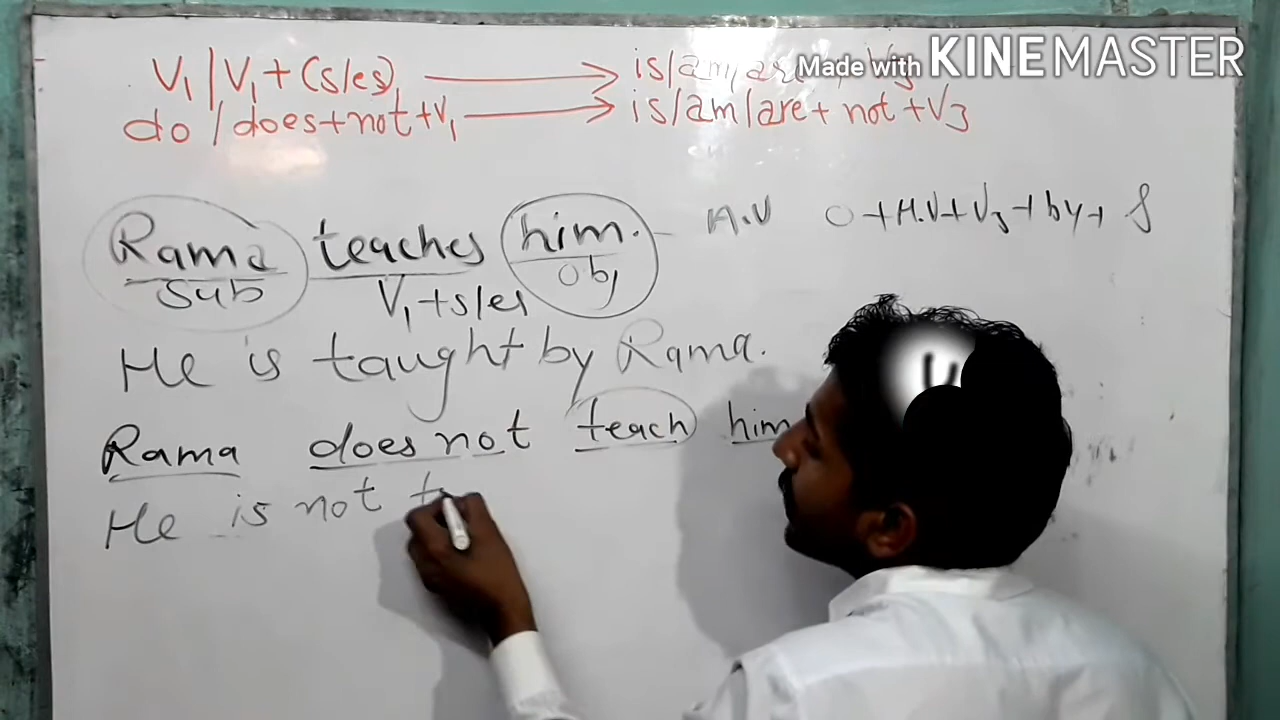 V₁ | V₁ + (s/es) → is/am/are
Made with KINEMASTER
do / does + not + V₁ → is/am/are + not + V₃
Rama teaches him. - A.V O + H.V + V₃ + by + S
Sub V₁ + s/es Obj
He is taught by Rama.
Rama does not teach him
He is not t